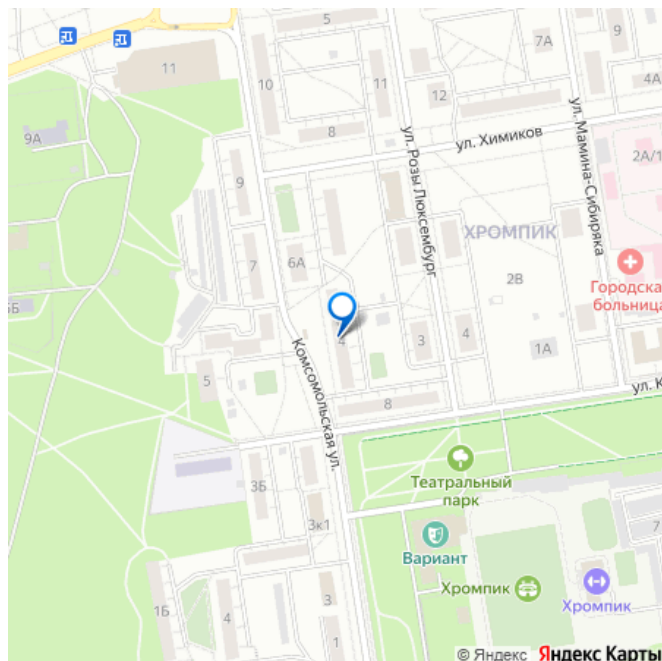 5
7А
11
10
11
12
4А
8
ул. Химиков
9А
2А/1
9
ул. Розы Люксембург
ул. Мамина-Сибиряка
ХРОМПИК
6А
7
2В
Городска
больница
4
3
4
1А
5
Комсомольская ул.
8
ул. К
Театральный
парк
3Б
3к1
Вариант
7
Хромпик
Хромпик
1Б
4
3
1
© Яндекс Яндекс Карты